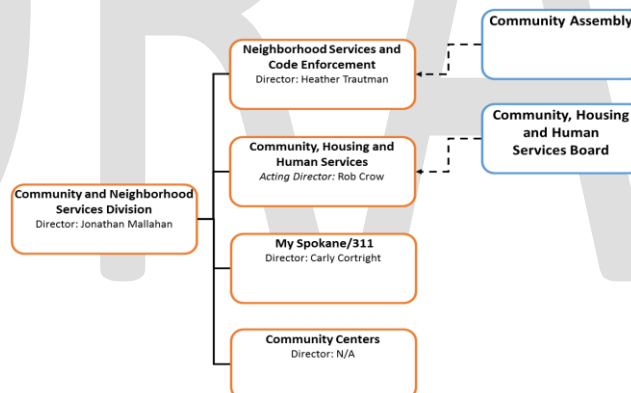 Community Assembly
Neighborhood Services and
Code Enforcement
Director: Heather Trautman
Community, Housing
and Human
Services Board
Community, Housing and
Human Services
Acting Director: Rob Crow
Community and Neighborhood
Services Division
Director: Jonathan Mallahan
My Spokane/311
Director: Carly Cortright
Community Centers
Director: N/A